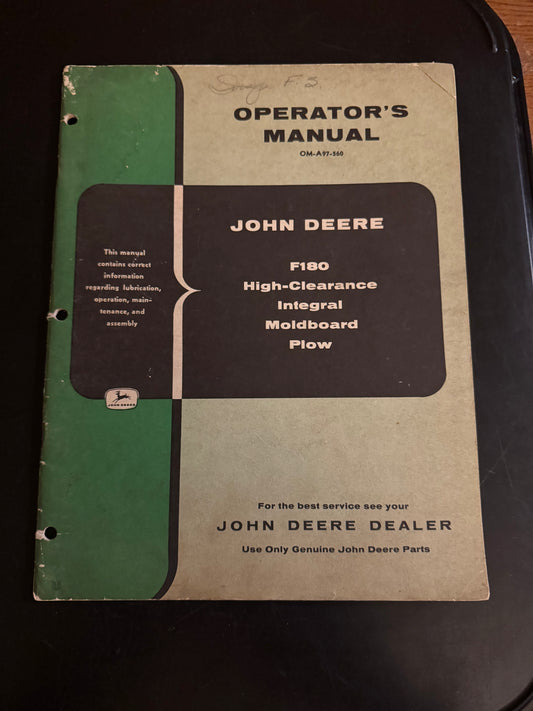 F. S.
OPERATOR'S
MANUAL
OM-A97-560
This manual
contains correct
information
regarding lubrication,
operation, main-
tenance, and
assembly
JOHN DEERE
F180
High-Clearance
Integral
Moldboard
Plow
JOHN DEERE
For the best service see your
JOHN DEERE DEALER
Use Only Genuine John Deere Parts